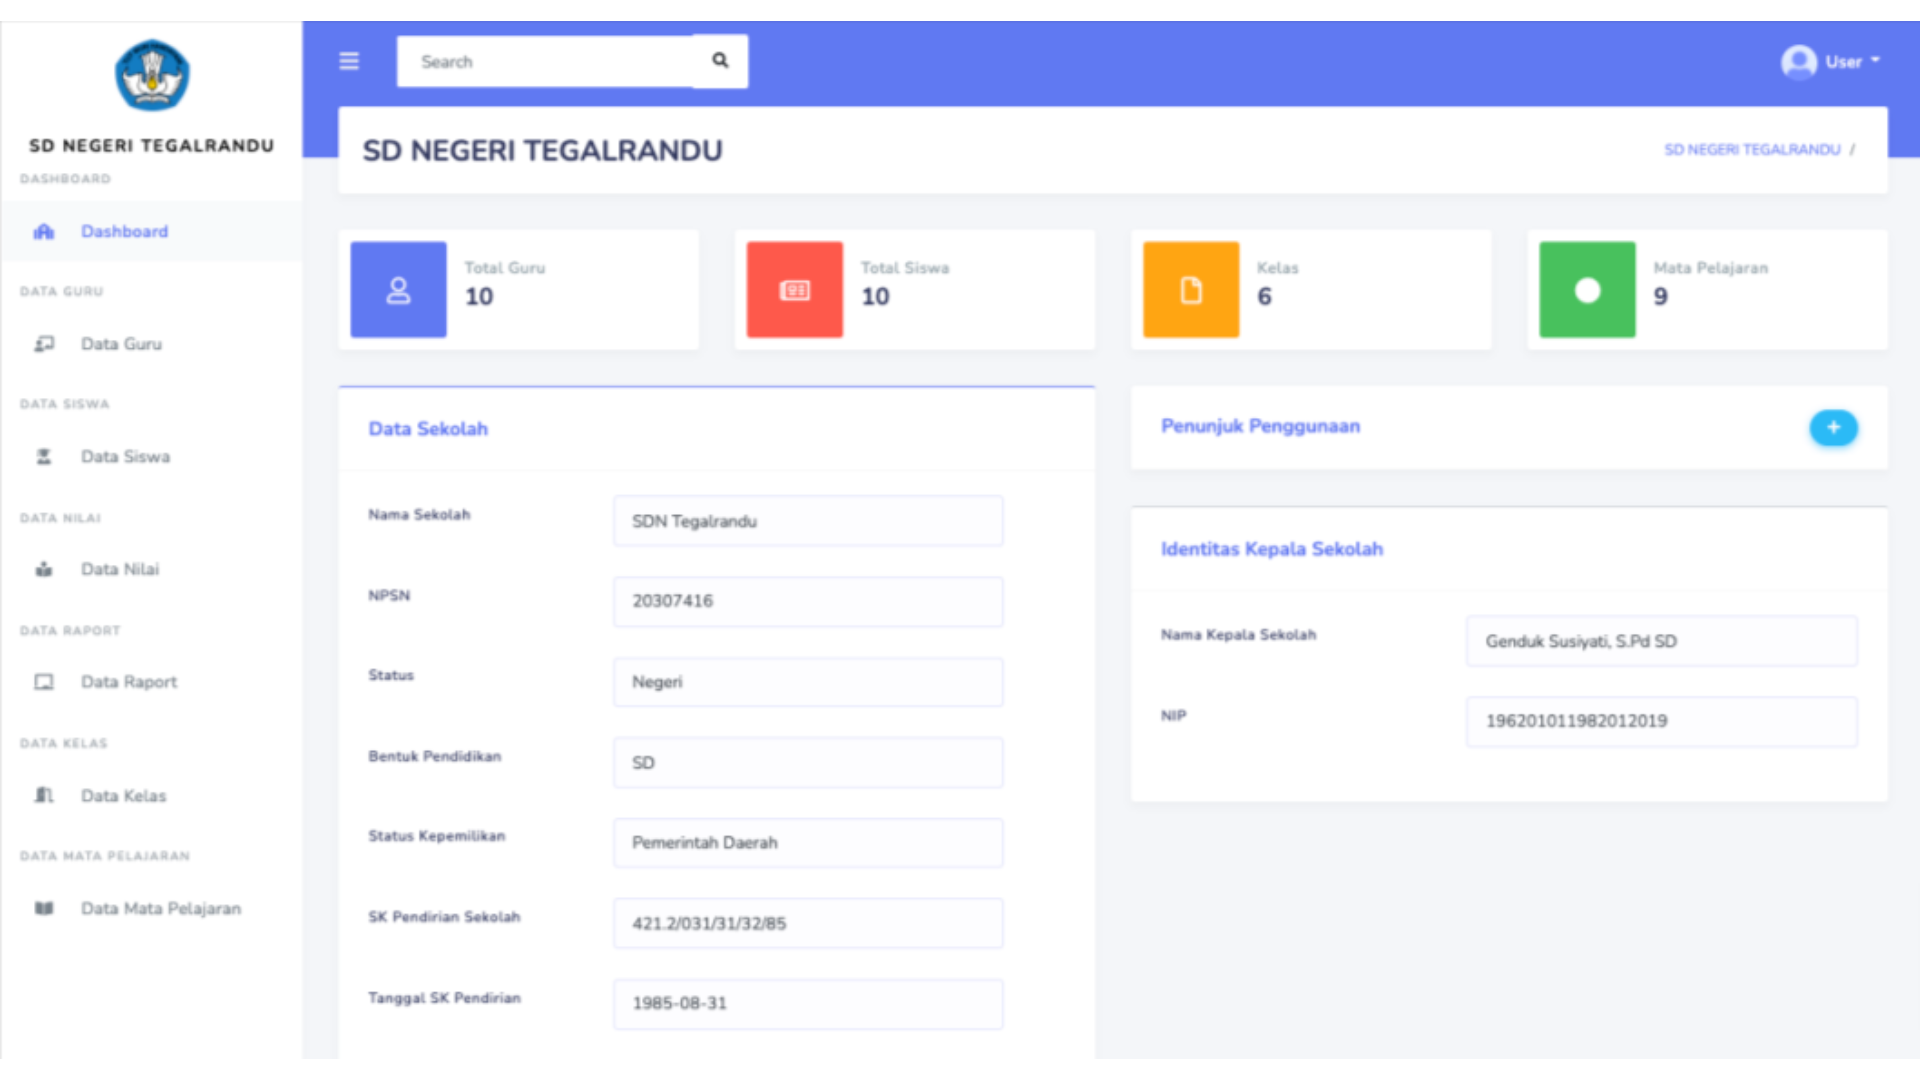 SD NEGERI TEGALRANDU
DASHBOARD
Dashboard
DATA GURU
Data Guru
DATA SISWA
Data Siswa
DATA NILAI
Data Nilai
DATA RAPORT
Data Raport
DATA KELAS
Data Kelas
DATA MATA PELAJARAN
Data Mata Pelajaran
Search
User
SD NEGERI TEGALRANDU
SD NEGERI TEGALRANDU /
Total Guru
10
Total Siswa
10
Kelas
6
Mata Pelajaran
9
Data Sekolah
Nama Sekolah
SDN Tegalrandu
NPSN
20307416
Status
Negeri
Bentuk Pendidikan
SD
Status Kepemilikan
Pemerintah Daerah
SK Pendirian Sekolah
421.2/031/31/32/85
Tanggal SK Pendirian
1985-08-31
Penunjuk Penggunaan
Identitas Kepala Sekolah
Nama Kepala Sekolah
Genduk Susiyati, S.Pd SD
NIP
196201011982012019